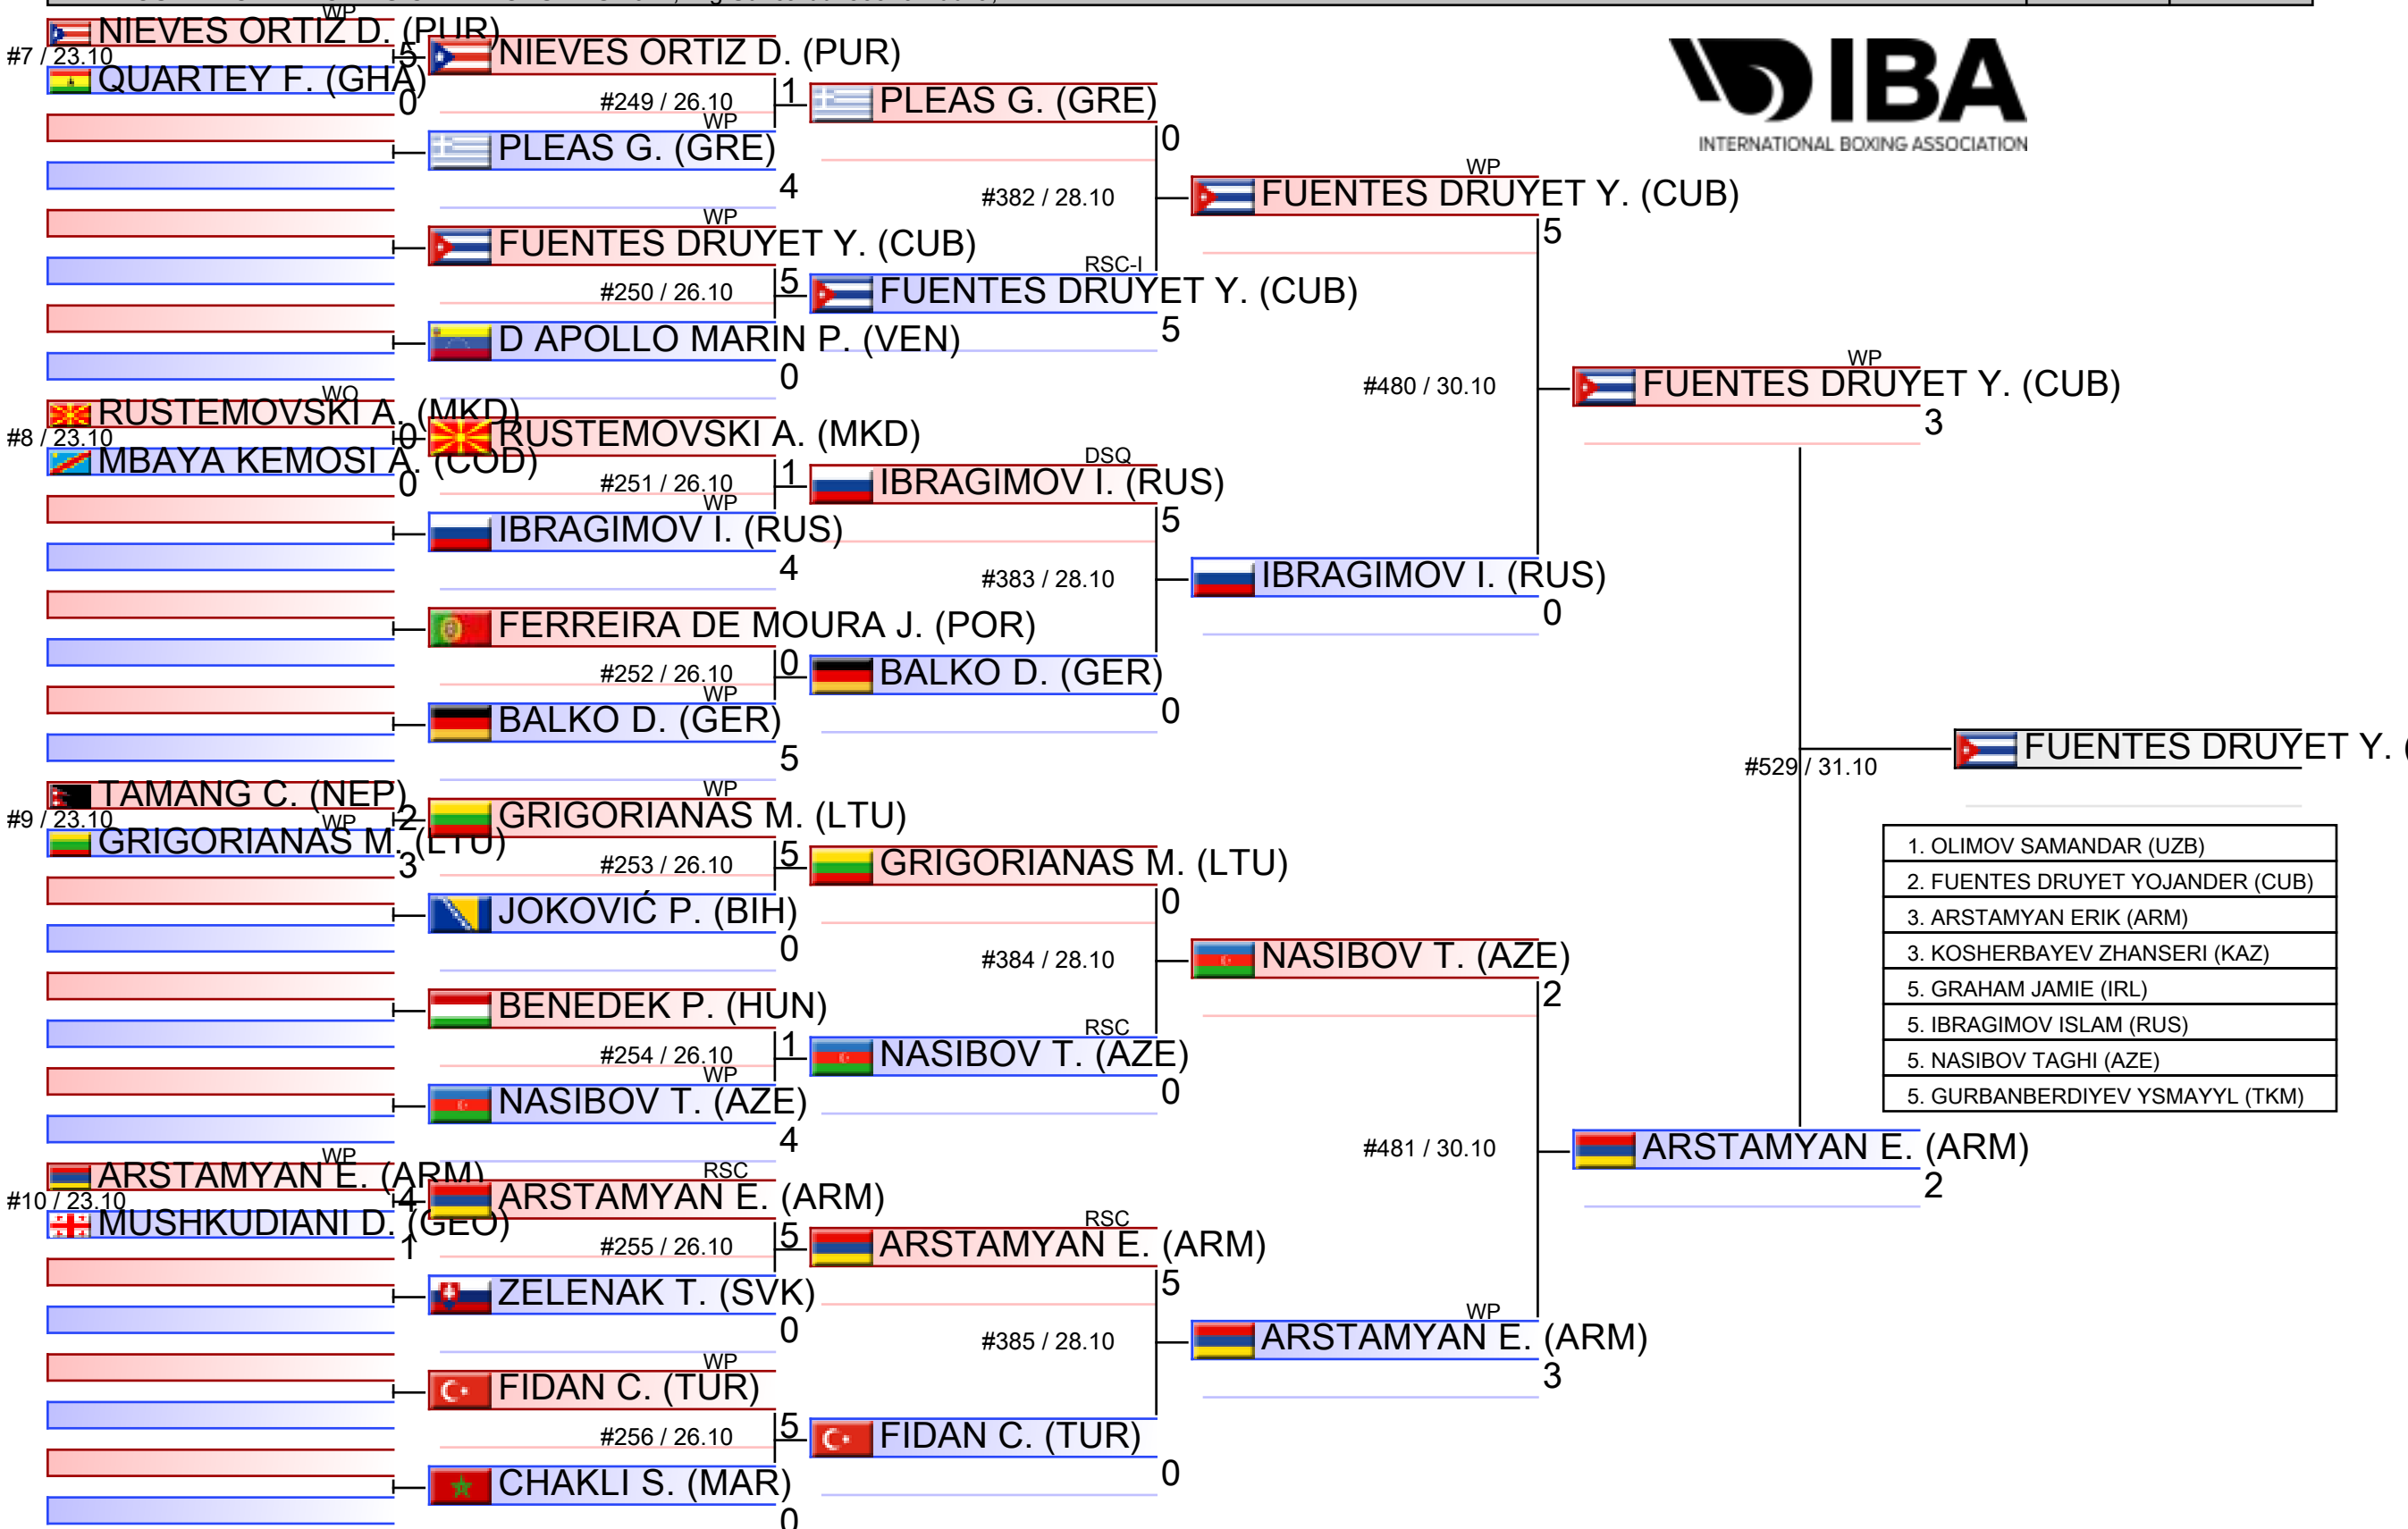 WP
NIEVES ORTIZ D. (PUR)
#7 / 23.10
5
QUARTEY F. (GHA)
0
WO
RUSTEMOVSKI A. (MKD)
#8 / 23.10
0
MBAYA KEMOSI A. (COD)
0
TAMANG C. (NEP)
#9 / 23.10
2
WP
GRIGORIANAS M. (LTU)
3
WP
ARSTAMYAN E. (ARM)
#10 / 23.10
4
MUSHKUDIANI D. (GEO)
1
NIEVES ORTIZ D. (PUR)
1
#249 / 26.10
WP
PLEAS G. (GRE)
4
WP
FUENTES DRUYET Y. (CUB)
5
#250 / 26.10
D APOLLO MARIN P. (VEN)
0
RUSTEMOVSKI A. (MKD)
1
#251 / 26.10
WP
IBRAGIMOV I. (RUS)
4
FERREIRA DE MOURA J. (POR)
0
#252 / 26.10
WP
BALKO D. (GER)
5
WP
GRIGORIANAS M. (LTU)
5
#253 / 26.10
JOKOVIĆ P. (BIH)
0
BENEDEK P. (HUN)
1
#254 / 26.10
WP
NASIBOV T. (AZE)
4
RSC
ARSTAMYAN E. (ARM)
5
#255 / 26.10
ZELENAK T. (SVK)
0
WP
FIDAN C. (TUR)
5
#256 / 26.10
CHAKLI S. (MAR)
0
PLEAS G. (GRE)
0
#382 / 28.10
RSC-I
FUENTES DRUYET Y. (CUB)
5
DSQ
IBRAGIMOV I. (RUS)
5
#383 / 28.10
BALKO D. (GER)
0
GRIGORIANAS M. (LTU)
0
#384 / 28.10
RSC
NASIBOV T. (AZE)
0
RSC
ARSTAMYAN E. (ARM)
5
#385 / 28.10
FIDAN C. (TUR)
0
WP
FUENTES DRUYET Y. (CUB)
5
#480 / 30.10
IBRAGIMOV I. (RUS)
0
NASIBOV T. (AZE)
2
#481 / 30.10
WP
ARSTAMYAN E. (ARM)
3
WP
FUENTES DRUYET Y. (CUB)
3
#529 / 31.10
ARSTAMYAN E. (ARM)
2
FUENTES DRUYET Y. (
IBA
INTERNATIONAL BOXING ASSOCIATION
1. OLIMOV SAMANDAR (UZB)
2. FUENTES DRUYET YOJANDER (CUB)
3. ARSTAMYAN ERIK (ARM)
3. KOSHERBAYEV ZHANSERI (KAZ)
5. GRAHAM JAMIE (IRL)
5. IBRAGIMOV ISLAM (RUS)
5. NASIBOV TAGHI (AZE)
5. GURBANBERDIYEV YSMAYYL (TKM)